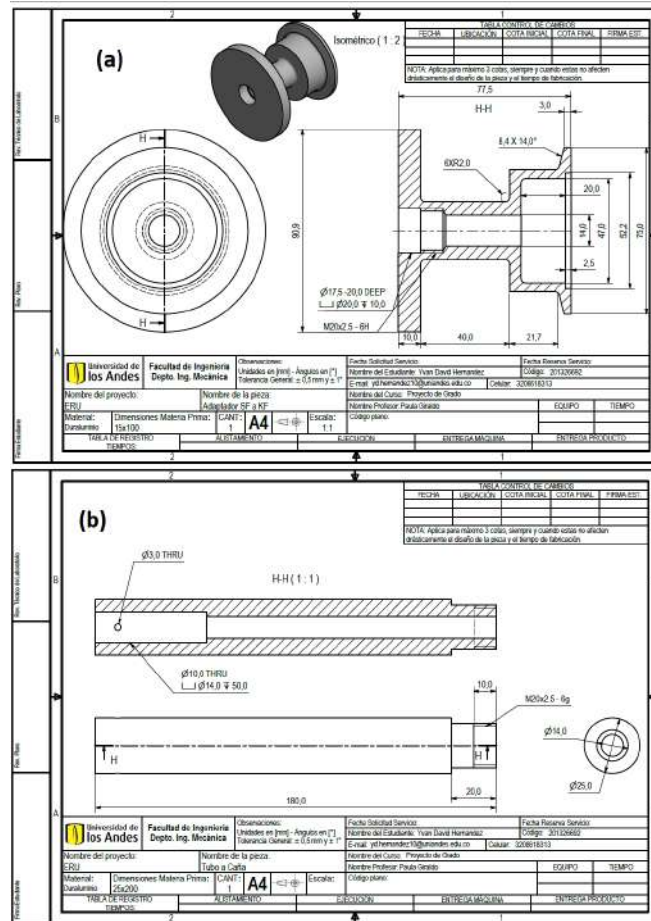 2
1
(a)
Isométrico ( 1 : 2 )
TABLA CONTROL DE CAMBIOS
FECHA UBICACIÓN COTA INICIAL COTA FINAL FIRMA EST.
NOTA: Aplica para máximo 3 cotas, siempre y cuando estas no afecten
drásticamente el diseño de la pieza y el tiempo de fabricación.
77,5
H-H
3,0
B
H
8,4 X 14,0°
6XR2,0
90,9
20,0
14,0
47,0
52,2
75,0
2,5
Ø17,5 -20,0 DEEP
Ø20,0 10,0
M20x2.5 - 6H
H
10,0
40,0
21,7
A
Universidad de
los Andes
Facultad de Ingeniería
Depto. Ing. Mecánica
Observaciones:
Unidades en [mm] - Ángulos en [°]
Tolerancia General: ± 0,5 mm y ± 1°
Fecha Solicitud Servicio:
Fecha Reserva Servicio:
Nombre del Estudiante: Yvan David Hernandez
Código: 201326692
E-mail: yd.hernandez10@uniandes.edu.co
Celular: 3208618313
Nombre del proyecto:
ERU
Nombre de la pieza:
Adaptador SF a KF
Nombre del Curso: Proyecto de Grado
Nombre Profesor: Paula Giraldo
EQUIPO TIEMPO
Material:
Duraluminio
Dimensiones Materia Prima:
15x100
CANT:
1
A4
Escala:
1:1
Código plano:
TABLA DE REGISTRO
TIEMPOS:
ALISTAMIENTO EJECUCIÓN ENTREGA MÁQUINA ENTREGA PRODUCTO
2
1
2
1
(b)
TABLA CONTROL DE CAMBIOS
FECHA UBICACIÓN COTA INICIAL COTA FINAL FIRMA EST.
NOTA: Aplica para máximo 3 cotas, siempre y cuando estas no afecten
drásticamente el diseño de la pieza y el tiempo de fabricación.
B
Ø3,0 THRU
H-H ( 1 : 1 )
Ø10,0 THRU
Ø14,0 50,0
10,0
M20x2.5 - 6g
H
H
Ø14,0
Ø25,0
20,0
180,0
A
Universidad de
los Andes
Facultad de Ingeniería
Depto. Ing. Mecánica
Observaciones:
Unidades en [mm] - Ángulos en [°]
Tolerancia General: ± 0,5 mm y ± 1°
Fecha Solicitud Servicio:
Fecha Reserva Servicio:
Nombre del Estudiante: Yvan David Hernandez
Código: 201326692
E-mail: yd.hernandez10@uniandes.edu.co
Celular: 3208618313
Nombre del proyecto:
ERU
Nombre de la pieza:
Tubo a Caña
Nombre del Curso: Proyecto de Grado
Nombre Profesor: Paula Giraldo
EQUIPO TIEMPO
Material:
Duraluminio
Dimensiones Materia Prima:
25x200
CANT:
1
A4
Escala:
Código plano:
TABLA DE REGISTRO
TIEMPOS:
ALISTAMIENTO EJECUCIÓN ENTREGA MÁQUINA ENTREGA PRODUCTO
2
1